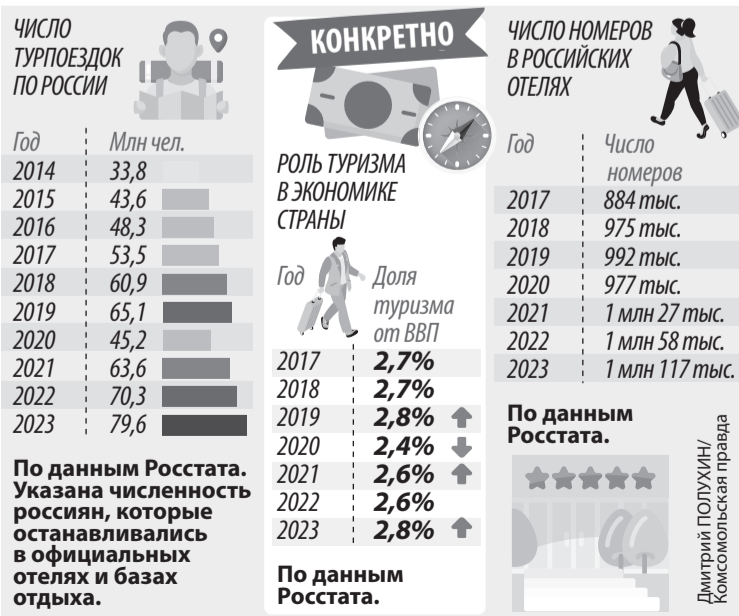 ЧИСЛО
ТУРПОЕЗДОК
ПО РОССИИ
Год Млн чел.
2014 33,8
2015 43,6
2016 48,3
2017 53,5
2018 60,9
2019 65,1
2020 45,2
2021 63,6
2022 70,3
2023 79,6
По данным Росстата.
Указана численность
россиян, которые
останавливались
в официальных
отелях и базах
отдыха.
КОНКРЕТНО
РОЛЬ ТУРИЗМА
В ЭКОНОМИКЕ
СТРАНЫ
Год Доля
туризма
от ВВП
2017 2,7%
2018 2,7%
2019 2,8%
2020 2,4%
2021 2,6%
2022 2,6%
2023 2,8%
По данным
Росстата.
ЧИСЛО НОМЕРОВ
В РОССИЙСКИХ
ОТЕЛЯХ
Год Число
номеров
2017 884 тыс.
2018 975 тыс.
2019 992 тыс.
2020 977 тыс.
2021 1 млн 27 тыс.
2022 1 млн 58 тыс.
2023 1 млн 117 тыс.
По данным
Росстата.
Дмитрий ПОЛУХИН/
Комсомольская правда